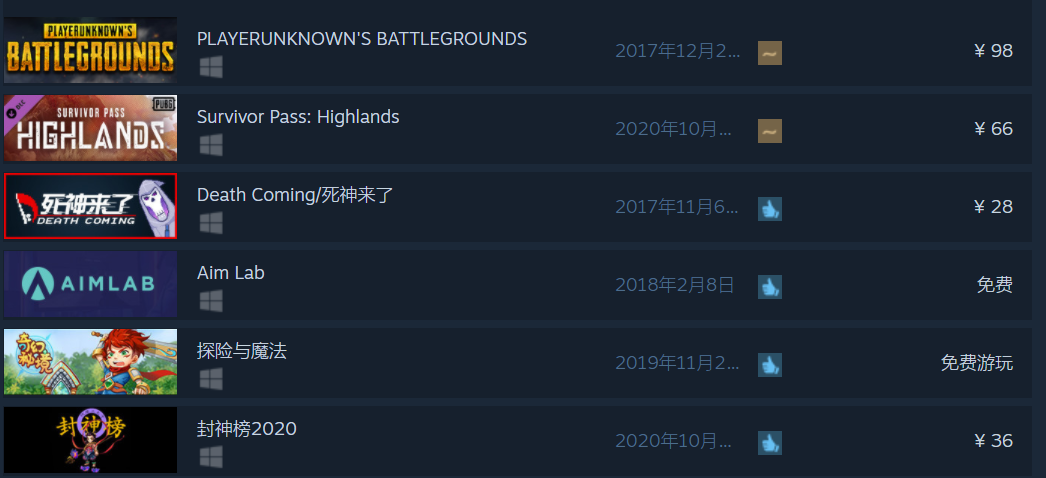 PLAYERUNKNOWN'S
BATTLEGROUNDS
PLAYERUNKNOWN'S BATTLEGROUNDS
2017年12月2...
¥ 98
DLC
SURVIVOR PASS
PUBG
HIGHLANDS
Survivor Pass: Highlands
2020年10月...
¥ 66
死神来了
DEATH COMING
Death Coming/死神来了
2017年11月6...
¥ 28
AIMLAB
Aim Lab
2018年2月8日
免费
奇幻
秘境
探险与魔法
2019年11月2...
免费游玩
封神榜
封神榜2020
2020年10月...
¥ 36